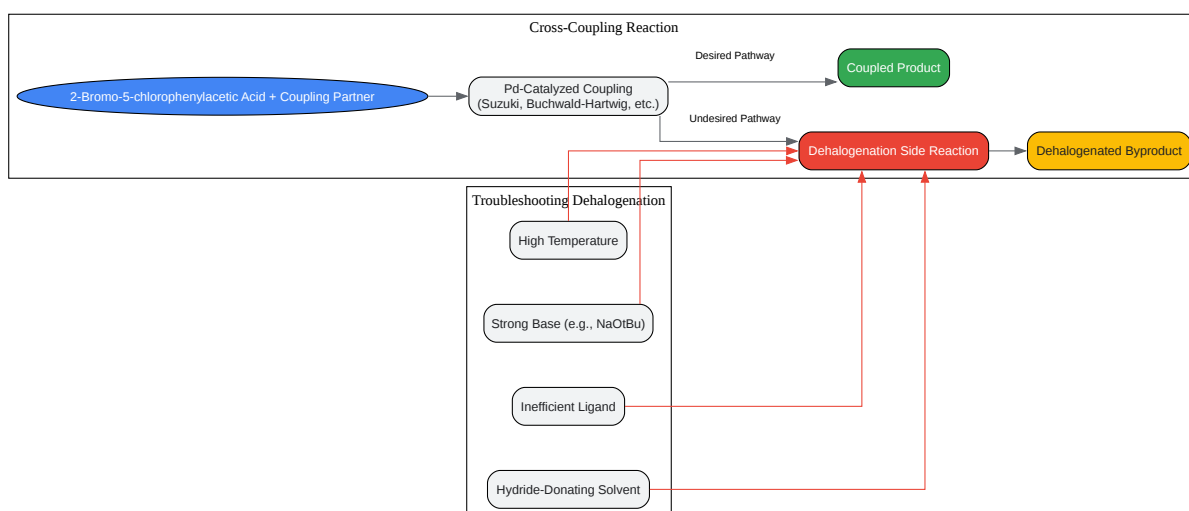 Cross-Coupling Reaction
Desired Pathway
Coupled Product
2-Bromo-5-chlorophenylacetic Acid + Coupling Partner
Pd-Catalyzed Coupling
(Suzuki, Buchwald-Hartwig, etc.)
Undesired Pathway
Dehalogenation Side Reaction
Dehalogenated Byproduct
Troubleshooting Dehalogenation
High Temperature
Strong Base (e.g., NaOtBu)
Inefficient Ligand
Hydride-Donating Solvent